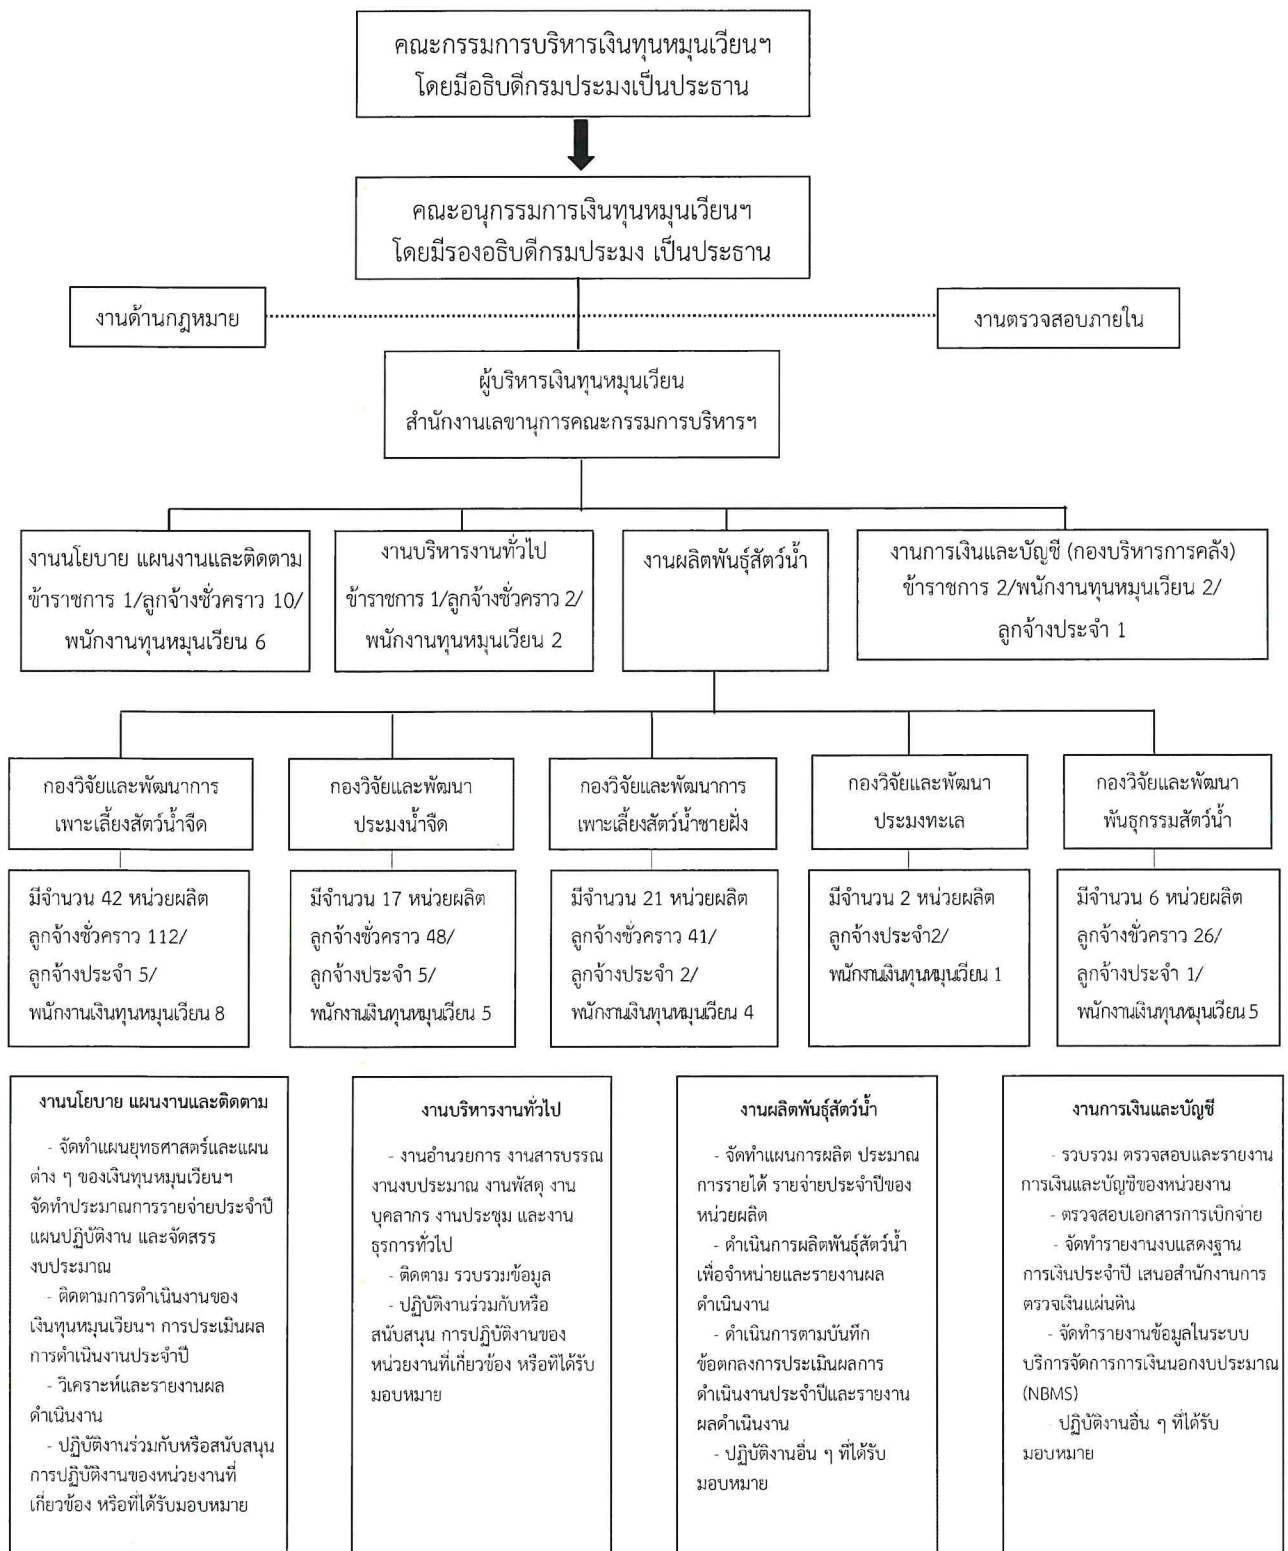 คณะกรรมการบริหารเงินทุนหมุนเวียนฯ
โดยมีอธิบดีกรมประมงเป็นประธาน
คณะอนุกรรมการเงินทุนหมุนเวียนฯ
โดยมีรองอธิบดีกรมประมง เป็นประธาน
งานด้านกฎหมาย
งานตรวจสอบภายใน
ผู้บริหารเงินทุนหมุนเวียน
สำนักงานเลขานุการคณะกรรมการบริหารฯ
งานนโยบาย แผนงานและติดตาม
ข้าราชการ 1/ลูกจ้างชั่วคราว 10/
พนักงานทุนหมุนเวียน 6
งานบริหารงานทั่วไป
ข้าราชการ 1/ลูกจ้างชั่วคราว 2/
พนักงานทุนหมุนเวียน 2
งานผลิตพันธุ์สัตว์น้ำ
งานการเงินและบัญชี (กองบริหารการคลัง)
ข้าราชการ 2/พนักงานทุนหมุนเวียน 2/
ลูกจ้างประจำ 1
กองวิจัยและพัฒนาการ
เพาะเลี้ยงสัตว์น้ำจืด
กองวิจัยและพัฒนา
ประมงน้ำจืด
กองวิจัยและพัฒนาการ
เพาะเลี้ยงสัตว์น้ำชายฝั่ง
กองวิจัยและพัฒนา
ประมงทะเล
กองวิจัยและพัฒนา
พันธุกรรมสัตว์น้ำ
มีจำนวน 42 หน่วยผลิต
ลูกจ้างชั่วคราว 112/
ลูกจ้างประจำ 5/
พนักงานเงินทุนหมุนเวียน 8
มีจำนวน 17 หน่วยผลิต
ลูกจ้างชั่วคราว 48/
ลูกจ้างประจำ 5/
พนักงานเงินทุนหมุนเวียน 5
มีจำนวน 21 หน่วยผลิต
ลูกจ้างชั่วคราว 41/
ลูกจ้างประจำ 2/
พนักงานเงินทุนหมุนเวียน 4
มีจำนวน 2 หน่วยผลิต
ลูกจ้างประจำ2/
พนักงานเงินทุนหมุนเวียน 1
มีจำนวน 6 หน่วยผลิต
ลูกจ้างชั่วคราว 26/
ลูกจ้างประจำ 1/
พนักงานเงินทุนหมุนเวียน 5
งานนโยบาย แผนงานและติดตาม
- จัดทำแผนยุทธศาสตร์และแผน
ต่าง ๆ ของเงินทุนหมุนเวียนฯ
จัดทำประมาณการรายจ่ายประจำปี
แผนปฏิบัติงาน และจัดสรร
งบประมาณ
- ติดตามการดำเนินงานของ
เงินทุนหมุนเวียนฯ การประเมินผล
การดำเนินงานประจำปี
- วิเคราะห์และรายงานผล
ดำเนินงาน
- ปฏิบัติงานร่วมกับหรือสนับสนุน
การปฏิบัติงานของหน่วยงานที่
เกี่ยวข้อง หรือที่ได้รับมอบหมาย
งานบริหารงานทั่วไป
- งานอำนวยการ งานสารบรรณ
งานงบประมาณ งานพัสดุ งาน
บุคลากร งานประชุม และงาน
ธุรการทั่วไป
- ติดตาม รวบรวมข้อมูล
- ปฏิบัติงานร่วมกับหรือ
สนับสนุน การปฏิบัติงานของ
หน่วยงานที่เกี่ยวข้อง หรือที่ได้รับ
มอบหมาย
งานผลิตพันธุ์สัตว์น้ำ
- จัดทำแผนการผลิต ประมาณ
การรายได้ รายจ่ายประจำปีของ
หน่วยผลิต
- ดำเนินการผลิตพันธุ์สัตว์น้ำ
เพื่อจำหน่ายและรายงานผล
ดำเนินงาน
- ดำเนินการตามบันทึก
ข้อตกลงการประเมินผลการ
ดำเนินงานประจำปีและรายงาน
ผลดำเนินงาน
- ปฏิบัติงานอื่น ๆ ที่ได้รับ
มอบหมาย
งานการเงินและบัญชี
- รวบรวม ตรวจสอบและรายงาน
การเงินและบัญชีของหน่วยงาน
- ตรวจสอบเอกสารการเบิกจ่าย
- จัดทำรายงานงบแสดงฐาน
การเงินประจำปี เสนอสำนักงานการ
ตรวจเงินแผ่นดิน
- จัดทำรายงานข้อมูลในระบบ
บริการจัดการการเงินนอกงบประมาณ
(NBMS)
- ปฏิบัติงานอื่น ๆ ที่ได้รับ
มอบหมาย